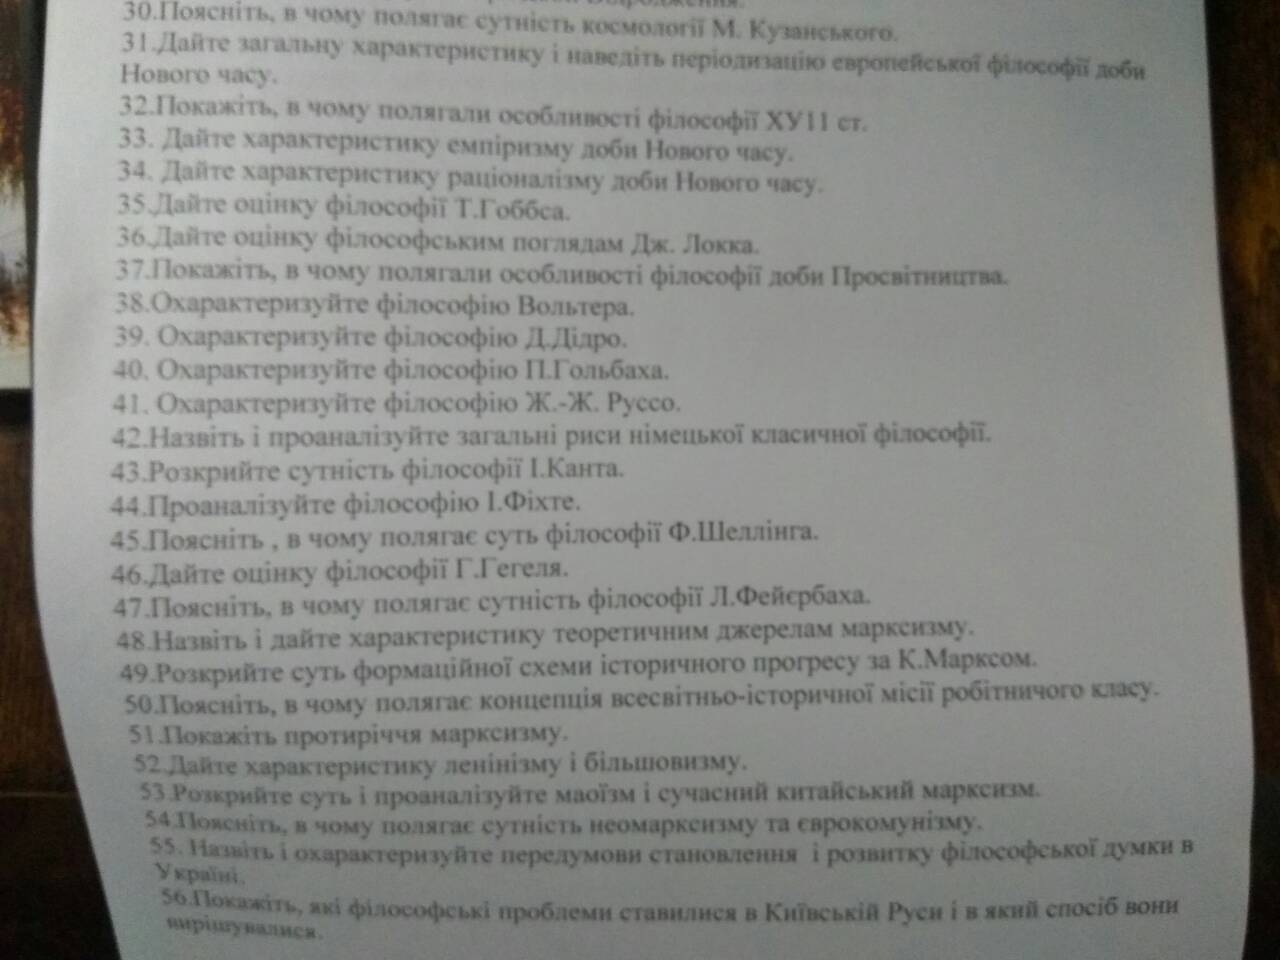 30.Поясніть, в чому полягає сутність космології М. Кузанського.
31.Дайте загальну характеристику і наведіть періодизацію европейської філософії доби
Нового часу.
32.Покажіть, в чому полягали особливості філософії ХУ11 ст.
33. Дайте характеристику емпіризму доби Нового часу.
34. Дайте характеристику раціоналізму доби Нового часу.
35.Дайте оцінку філософії Т.Гоббса.
36.Дайте оцінку філософським поглядам Дж. Локка.
37.Покажіть, в чому полягали особливості філософії доби Просвітництва.
38.Охарактеризуйте філософію Вольтера.
39. Охарактеризуйте філософію Д.Дідро.
40. Охарактеризуйте філософію П.Гольбаха.
41. Охарактеризуйте філософію Ж.-Ж. Руссо.
42.Назвіть і проаналізуйте загальні риси німецької класичної філософії.
43.Розкрийте сутність філософії І.Канта.
44.Проаналізуйте філософію І.Фіхте.
45.Поясніть , в чому полягає суть філософії Ф.Шеллінга.
46.Дайте оцінку філософії Г.Гегеля.
47.Поясніть, в чому полягає сутність філософії Л.Фейєрбаха.
48.Назвіть і дайте характеристику теоретичним джерелам марксизму.
49.Розкрийте суть формаційної схеми історичного прогресу за К.Марксом.
50.Поясніть, в чому полягає концепція всесвітньо-історичної місії робітничого класу.
51.Покажіть протиріччя марксизму.
52.Дайте характеристику ленінізму і більшовизму.
53.Розкрийте суть і проаналізуйте маоїзм і сучасний китайський марксизм.
54.Поясніть, в чому полягає сутність неомарксизму та єврокомунізму.
55. Назвіть і охарактеризуйте передумови становлення і розвитку філософської думки в
Україні.
56.Покажіть, які філософські проблеми ставилися в Київській Руси і в який спосіб вони
вирішувалися.